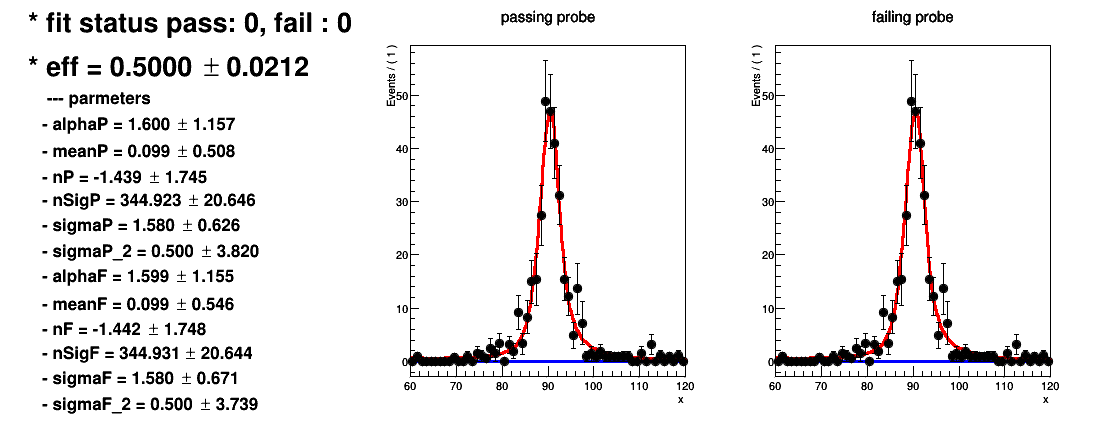 * fit status pass: 0, fail : 0
* eff = 0.5000 ± 0.0212
--- parmeters
- alphaP = 1.600 ± 1.157
- meanP = 0.099 ± 0.508
- nP = -1.439 ± 1.745
- nSigP = 344.923 ± 20.646
- sigmaP = 1.580 ± 0.626
- sigmaP_2 = 0.500 ± 3.820
- alphaF = 1.599 ± 1.155
- meanF = 0.099 ± 0.546
- nF = -1.442 ± 1.748
- nSigF = 344.931 ± 20.644
- sigmaF = 1.580 ± 0.671
- sigmaF_2 = 0.500 ± 3.739
passing probe
Events / ( 1 )
50
40
30
20
10
0
60 70 80 90 100 110 120
x
failing probe
Events / ( 1 )
50
40
30
20
10
0
60 70 80 90 100 110 120
x